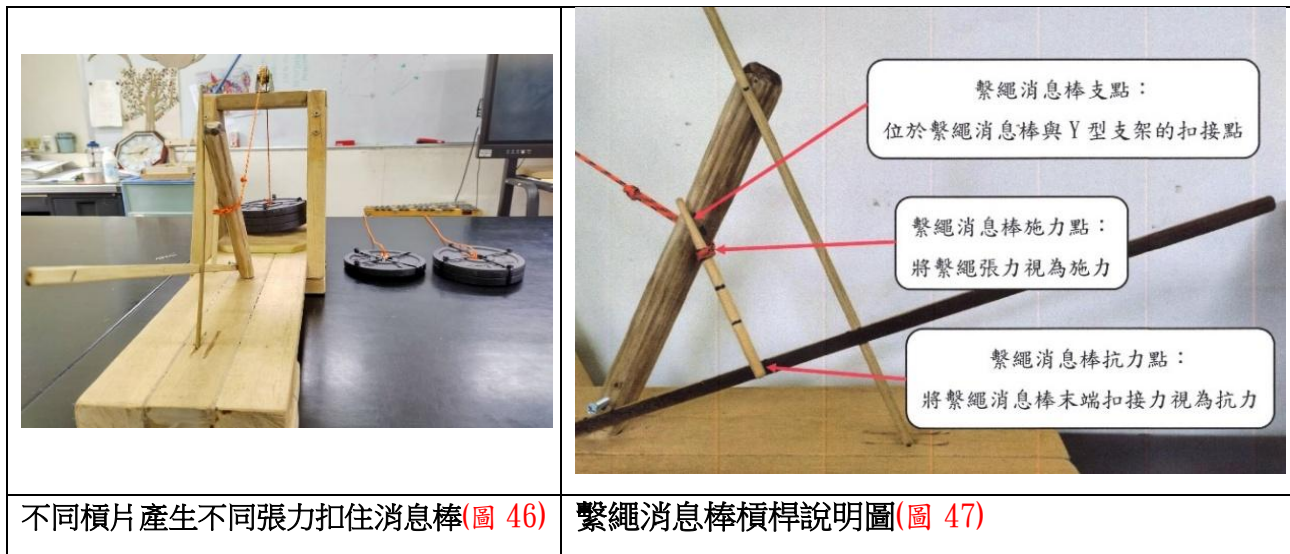 繫繩消息棒支點：
位於繫繩消息棒與 Y 型支架的扣接點
繫繩消息棒施力點：
將繫繩張力視為施力
繫繩消息棒抗力點：
將繫繩消息棒末端扣接力視為抗力
不同槓片產生不同張力扣住消息棒(圖 46)
繫繩消息棒槓桿說明圖(圖 47)